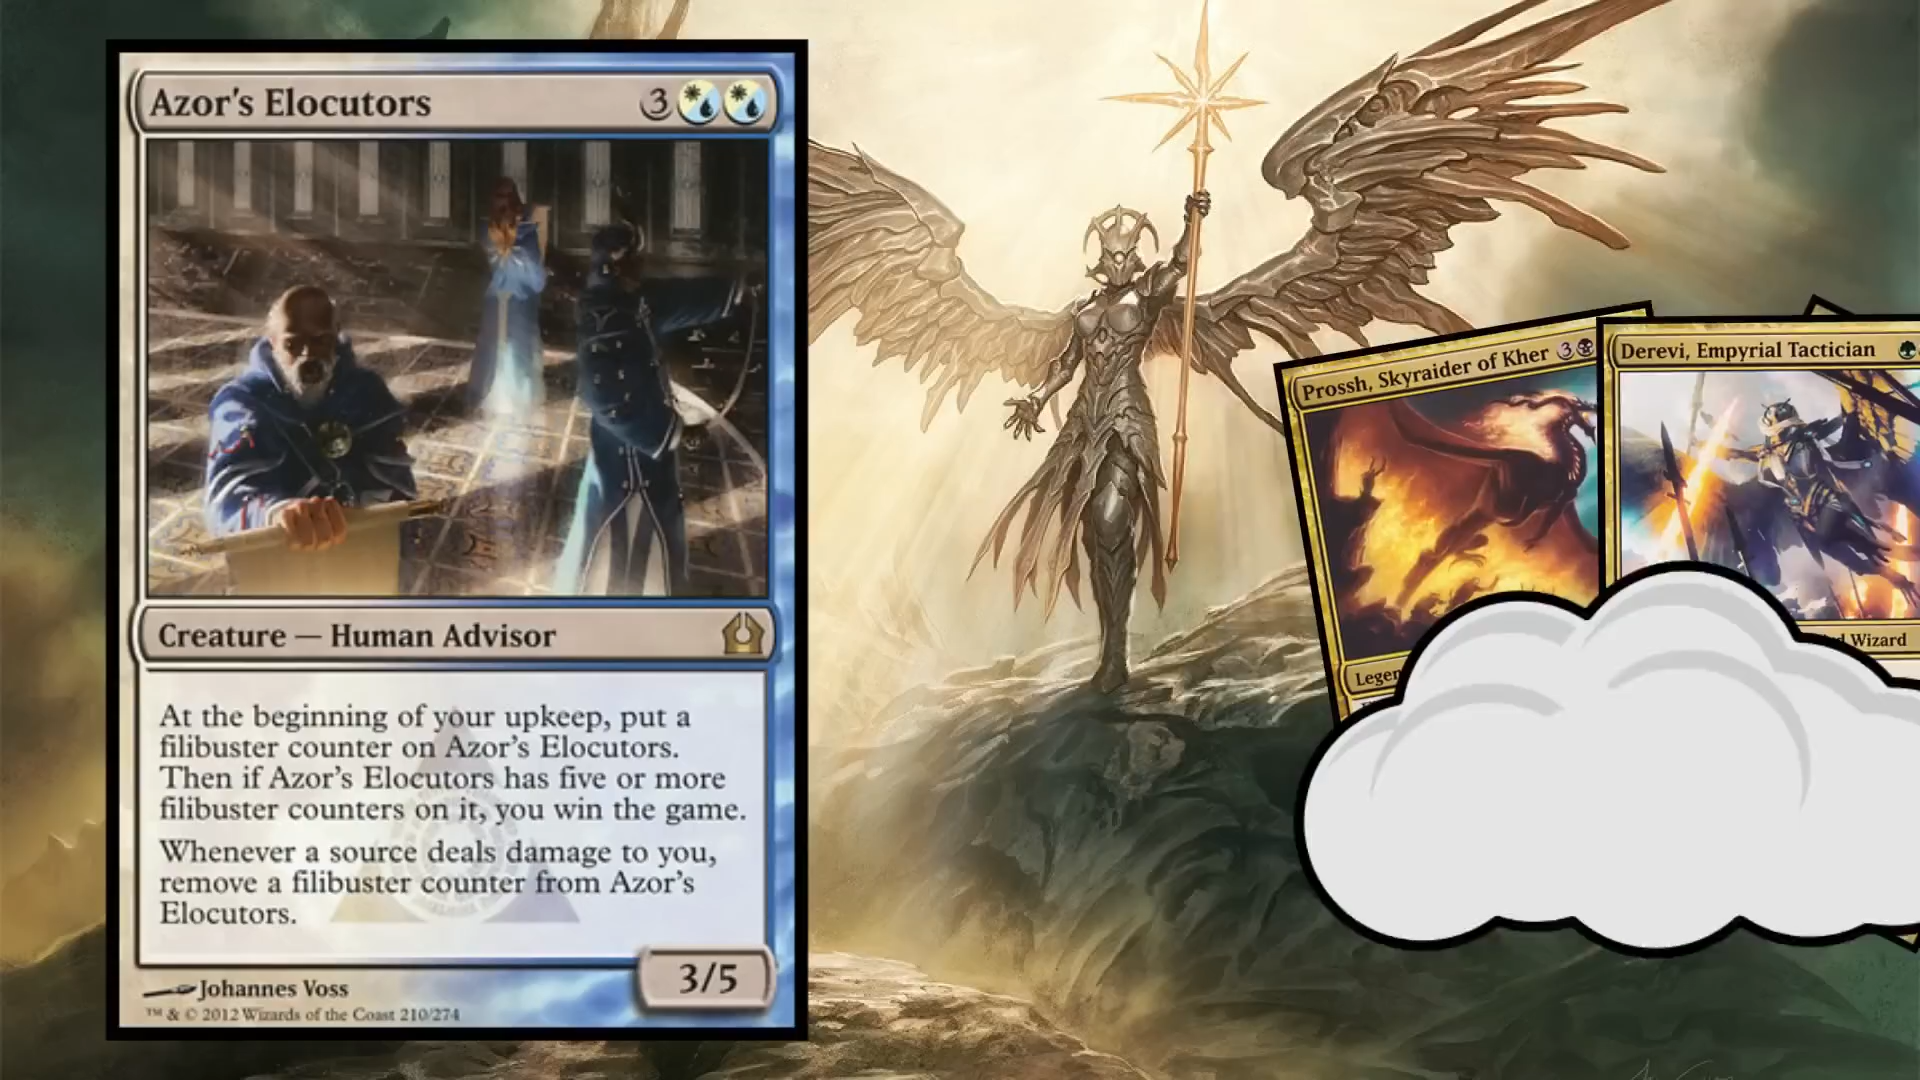 Azor's Elocutors 3
Creature — Human Advisor
At the beginning of your upkeep, put a
filibuster counter on Azor's Elocutors.
Then if Azor's Elocutors has five or more
filibuster counters on it, you win the game.
Whenever a source deals damage to you,
remove a filibuster counter from Azor's
Elocutors.
3/5
Johannes Voss
™ & © 2012 Wizards of the Coast 210/274
Prossh, Skyraider of Kher 3
Legen
Derevi, Empyrial Tactician
Wizard